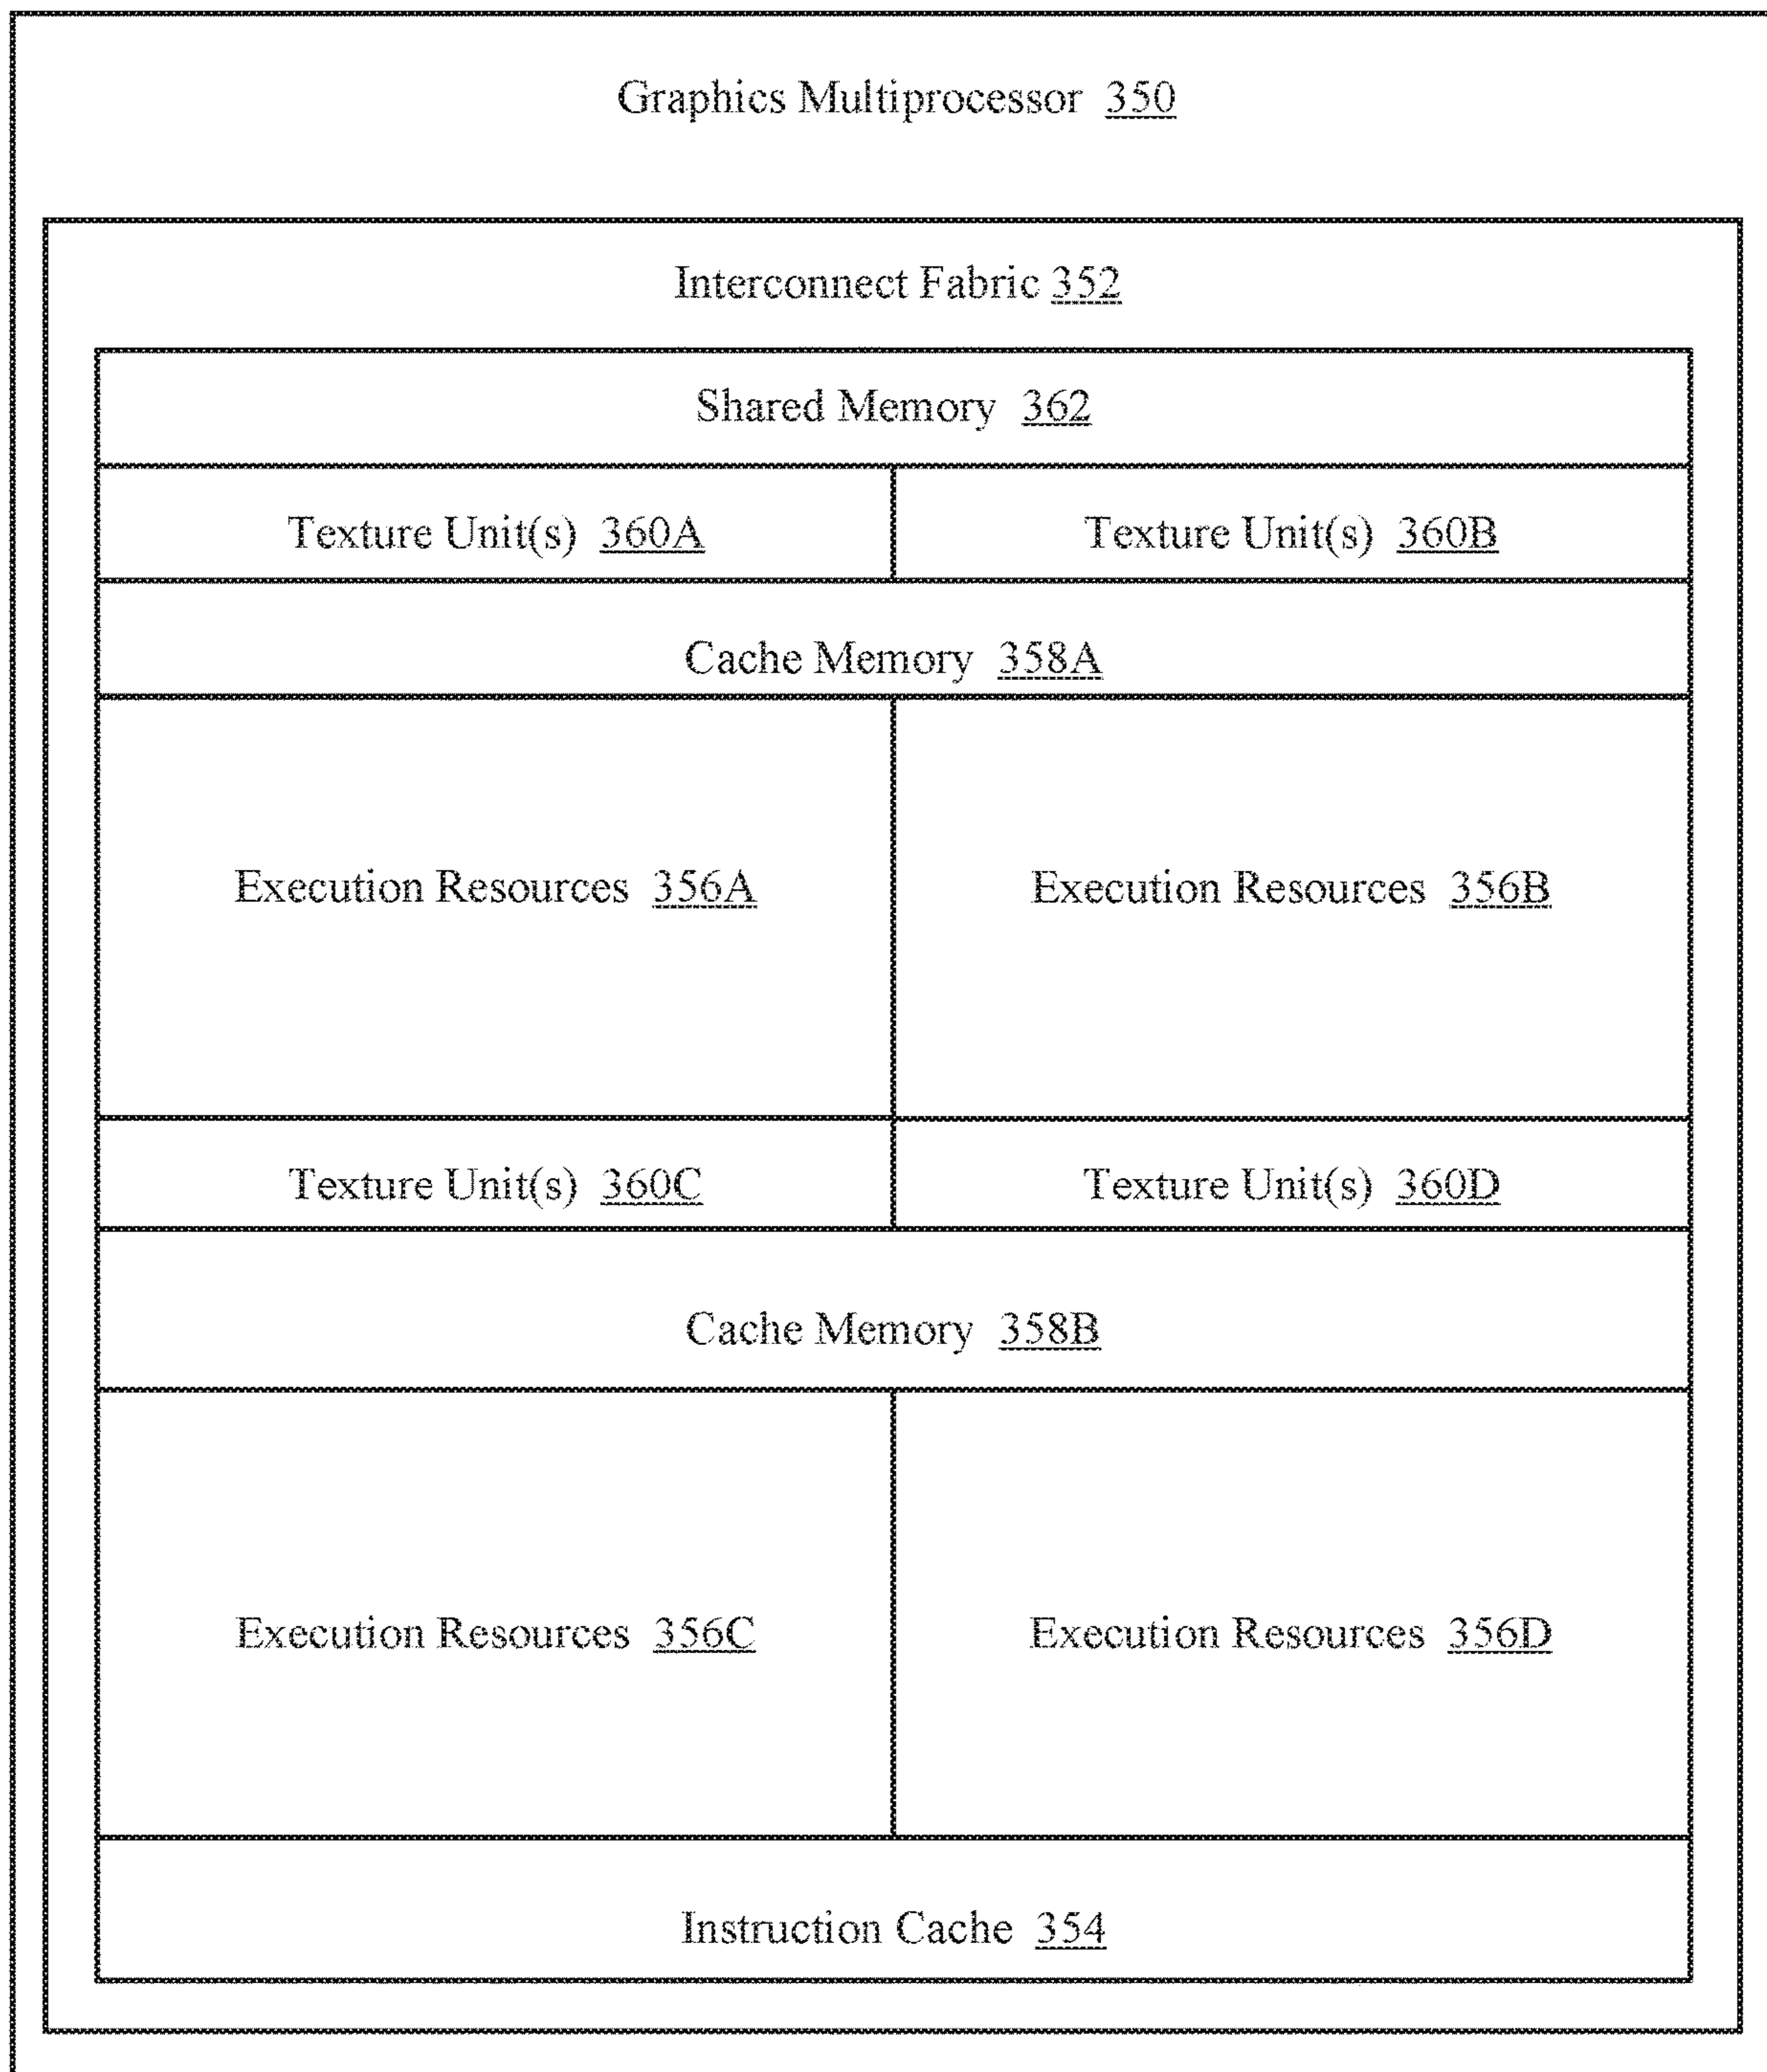 Graphics Multiprocessor 350
Interconnect Fabric 352
Shared Memory 362
Texture Unit(s) 360A
Texture Unit(s) 360B
Cache Memory 358A
Execution Resources 356A
Execution Resources 356B
Texture Unit(s) 360C
Texture Unit(s) 360D
Cache Memory 358B
Execution Resources 356C
Execution Resources 356D
Instruction Cache 354